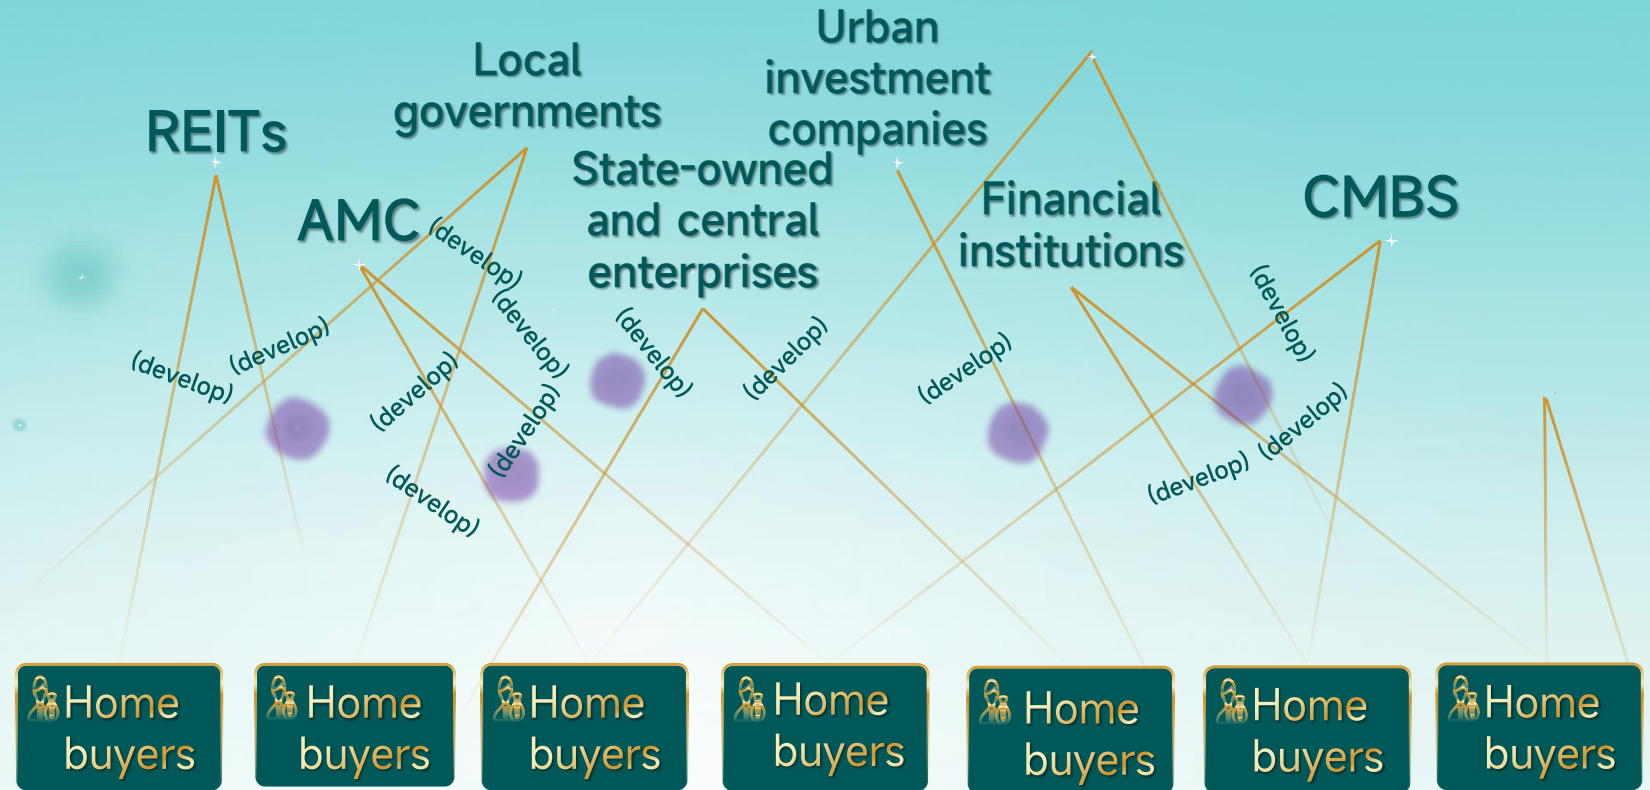 Urban
investment
companies
Local
governments
REITs
State-owned
and central
enterprises
AMC
Financial
institutions
CMBS
(develop)
(develop)
(develop)
(develop)
(develop)
(develop)
(develop)
(develop)
(develop)
(develop)
(develop)
(develop)
(develop)
Home
buyers
Home
buyers
Home
buyers
Home
buyers
Home
buyers
Home
buyers
Home
buyers